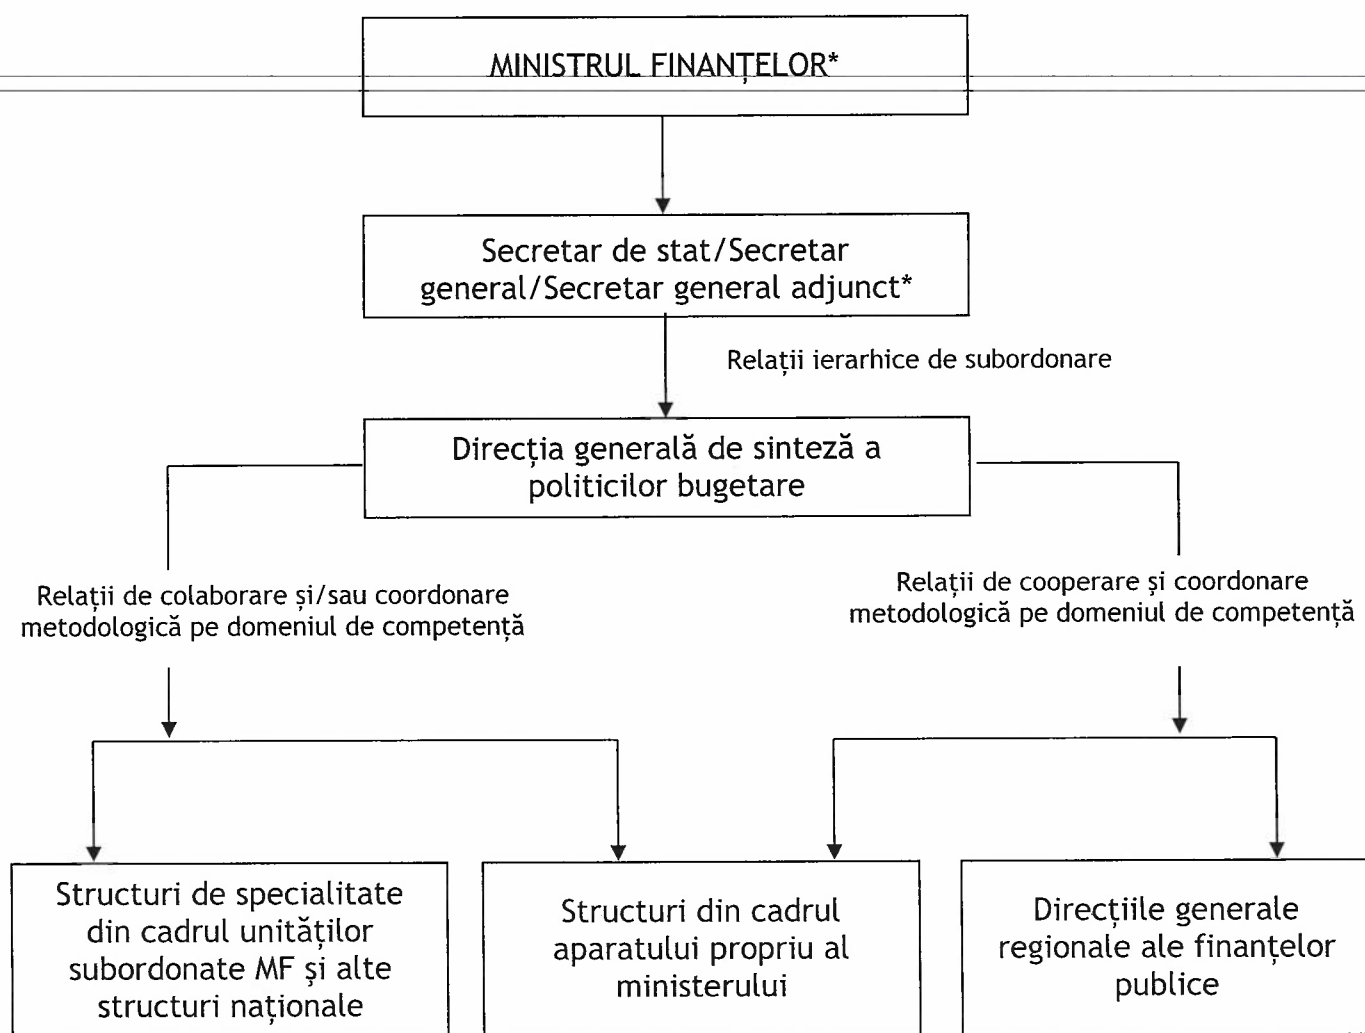 MINISTRUL FINANȚELOR*
Secretar de stat/Secretar
general/Secretar general adjunct*
Relații ierarhice de subordonare
Direcția generală de sinteză a
politicilor bugetare
Relații de colaborare și/sau coordonare
metodologică pe domeniul de competență
Relații de cooperare și coordonare
metodologică pe domeniul de competență
Structuri de specialitate
din cadrul unităților
subordonate MF și alte
structuri naționale
Structuri din cadrul
aparatului propriu al
ministerului
Direcțiile generale
regionale ale finanțelor
publice